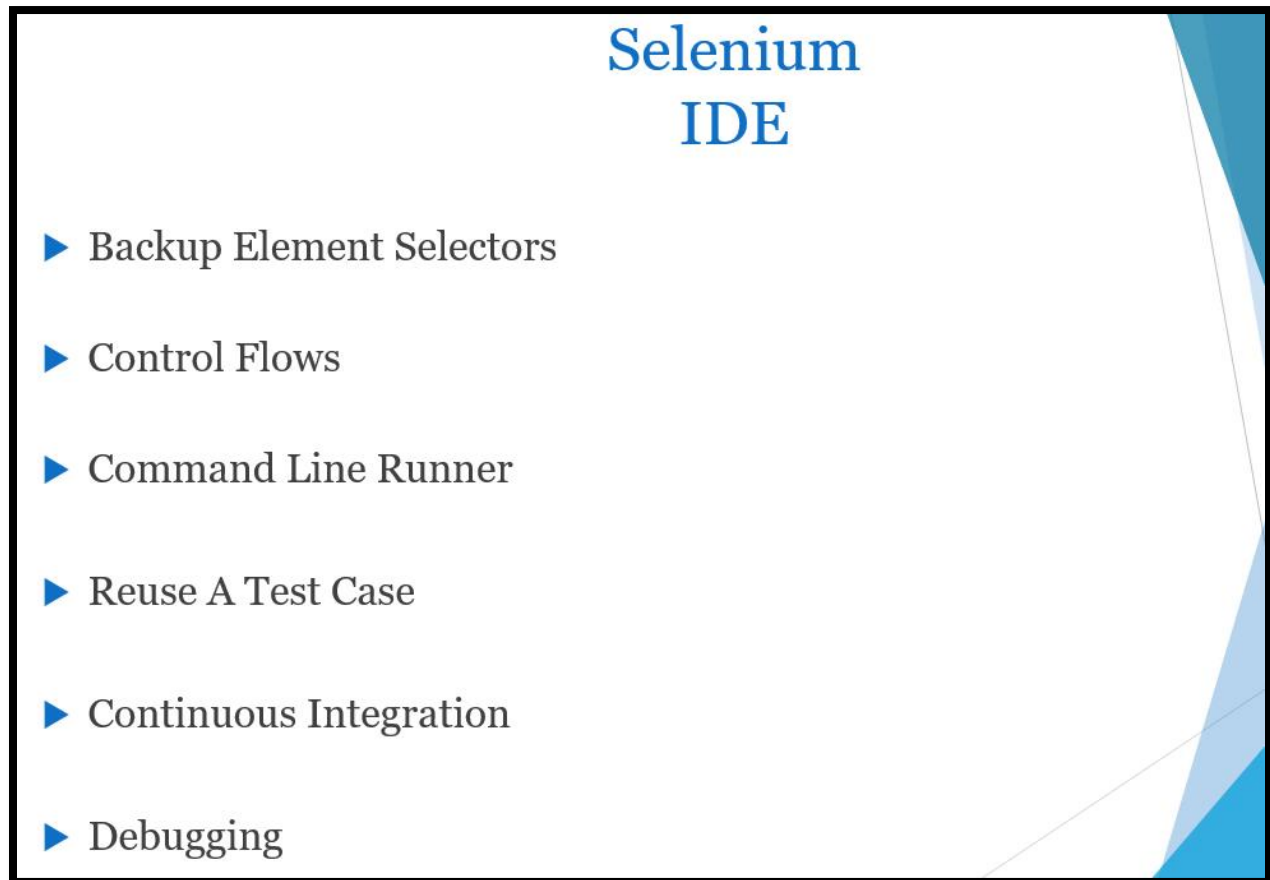 Selenium
IDE
Backup Element Selectors
Control Flows
Command Line Runner
Reuse A Test Case
Continuous Integration
Debugging